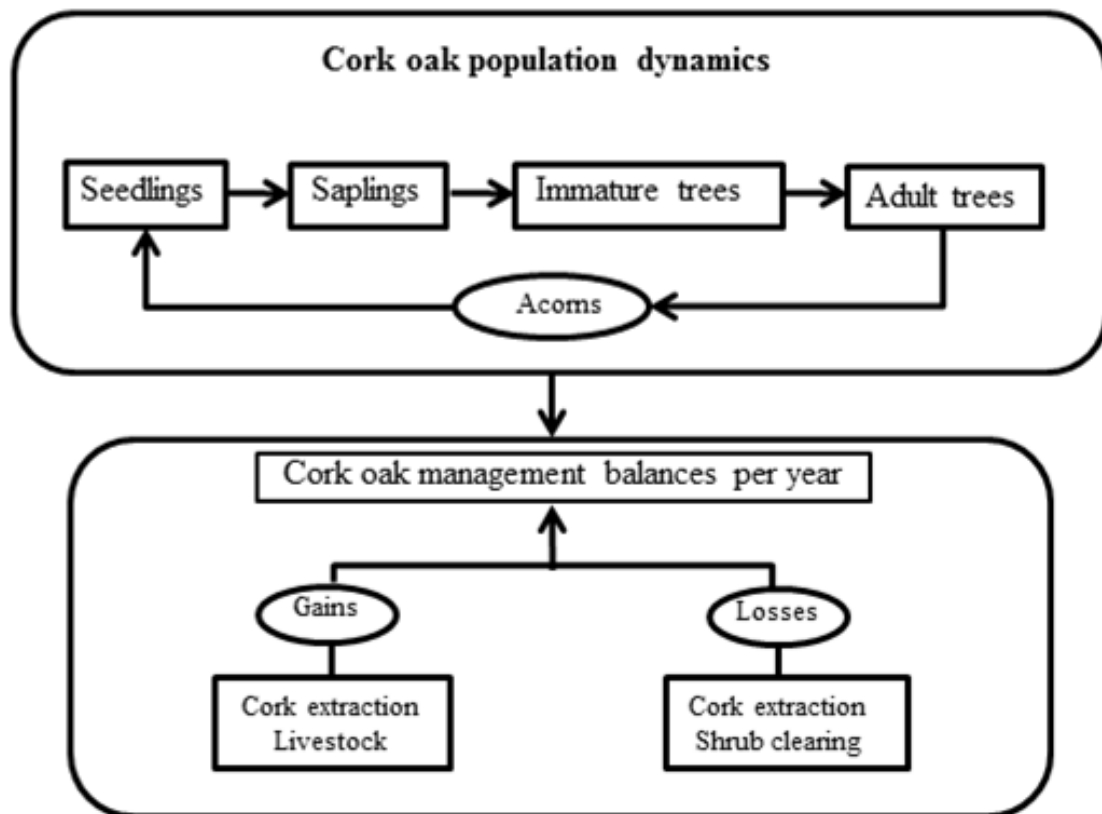 Cork oak population dynamics
Seedlings
Saplings
Immature trees
Adult trees
Acorns
Cork oak management balances per year
Gains
Losses
Cork extraction
Livestock
Cork extraction
Shrub clearing